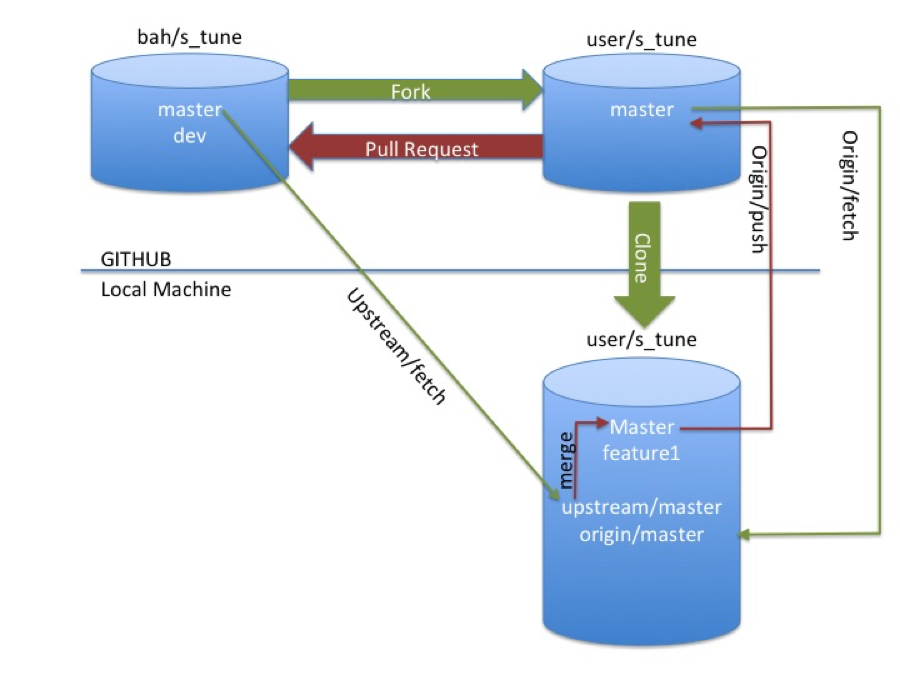 bah/s_tune
user/s_tune
master
dev
Fork
Pull Request
master
Origin/push
Origin/fetch
Clone
GITHUB
Local Machine
Upstream/fetch
user/s_tune
merge
Master
feature1
upstream/master
origin/master